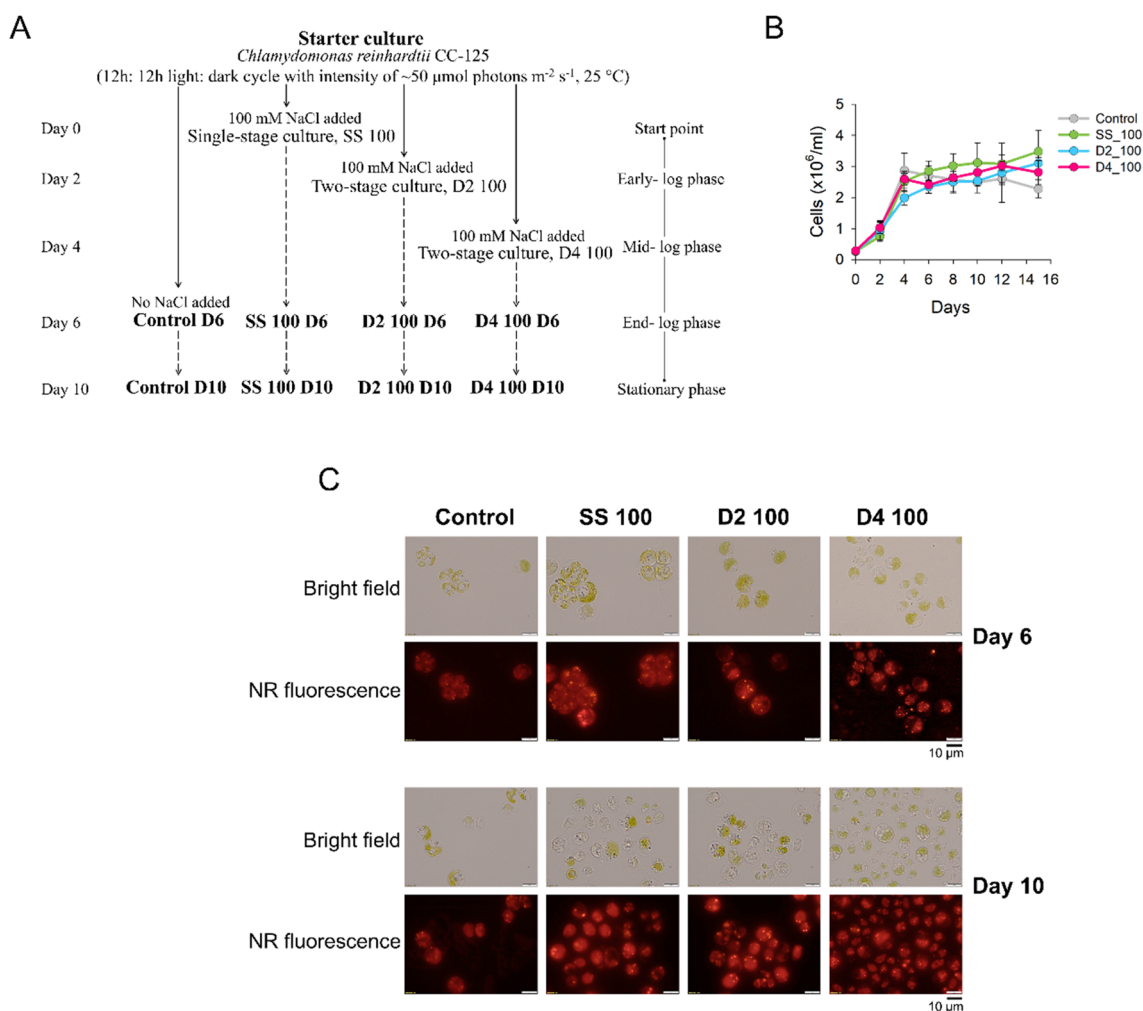 A
Starter culture
Chlamydomonas reinhardtii CC-125
(12h: 12h light: dark cycle with intensity of ~50 µmol photons m-2 s-1, 25 °C)
Day 0
100 mM NaCl added
Single-stage culture, SS 100
Start point
Day 2
100 mM NaCl added
Two-stage culture, D2 100
Early- log phase
Day 4
100 mM NaCl added
Two-stage culture, D4 100
Mid- log phase
Day 6
No NaCl added
Control D6
SS 100 D6
D2 100 D6
D4 100 D6
End- log phase
Day 10
Control D10
SS 100 D10
D2 100 D10
D4 100 D10
Stationary phase
B
Cells (x10⁶/ml)
5
4
3
2
1
0
0 2 4 6 8 10 12 14 16
Days
Control
SS_100
D2_100
D4_100
C
Control SS 100 D2 100 D4 100
Bright field
NR fluorescence
Day 6
10 µm
Bright field
NR fluorescence
Day 10
10 µm